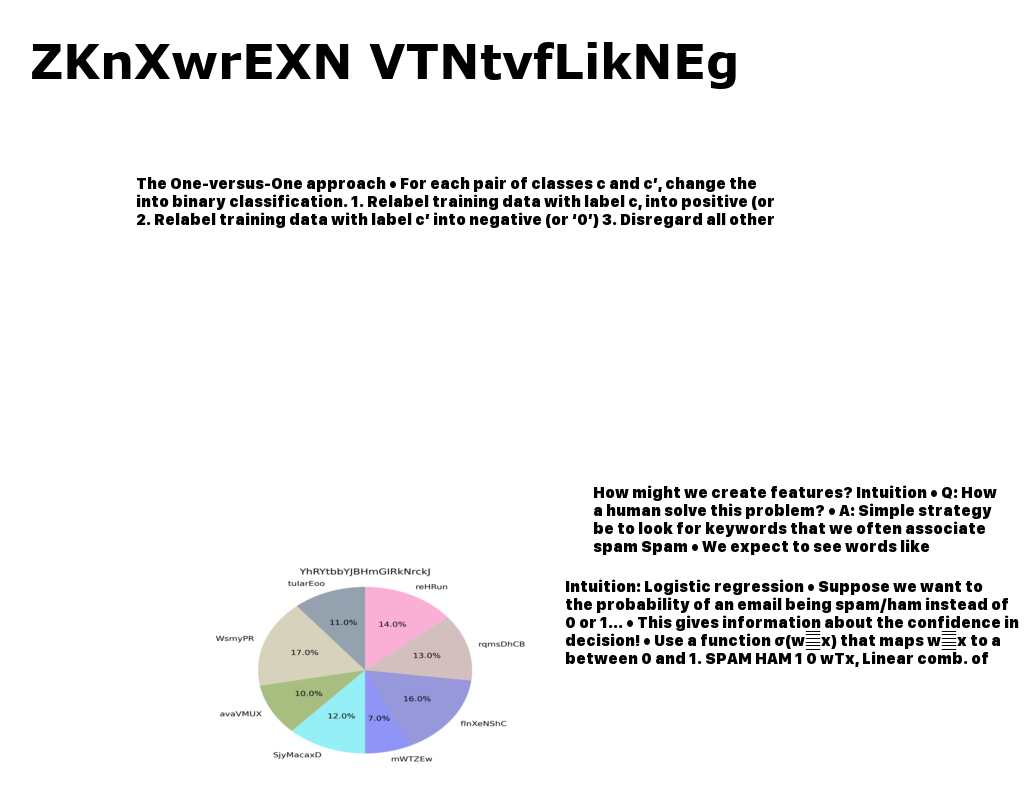 ZKnXwrEXN VTNtvfLikNEg
The One-versus-One approach • For each pair of classes c and c’, change the
into binary classification. 1. Relabel training data with label c, into positive (or
2. Relabel training data with label c’ into negative (or ‘0’) 3. Disregard all other
How might we create features? Intuition • Q: How
a human solve this problem? • A: Simple strategy
be to look for keywords that we often associate
spam Spam • We expect to see words like
Intuition: Logistic regression • Suppose we want to
the probability of an email being spam/ham instead of
0 or 1... • This gives information about the confidence in
decision! • Use a function σ(w x) that maps w x to a
between 0 and 1. SPAM HAM 1 0 wTx, Linear comb. of
YhRYtbbYJBHmGIRkNrckJ
tularEoo
reHRun
11.0%
14.0%
WsmyPR
rqmsDhCB
17.0%
13.0%
10.0%
16.0%
avaVMUX
flnXeNShC
12.0%
7.0%
SjyMacaxD
mWTZEw